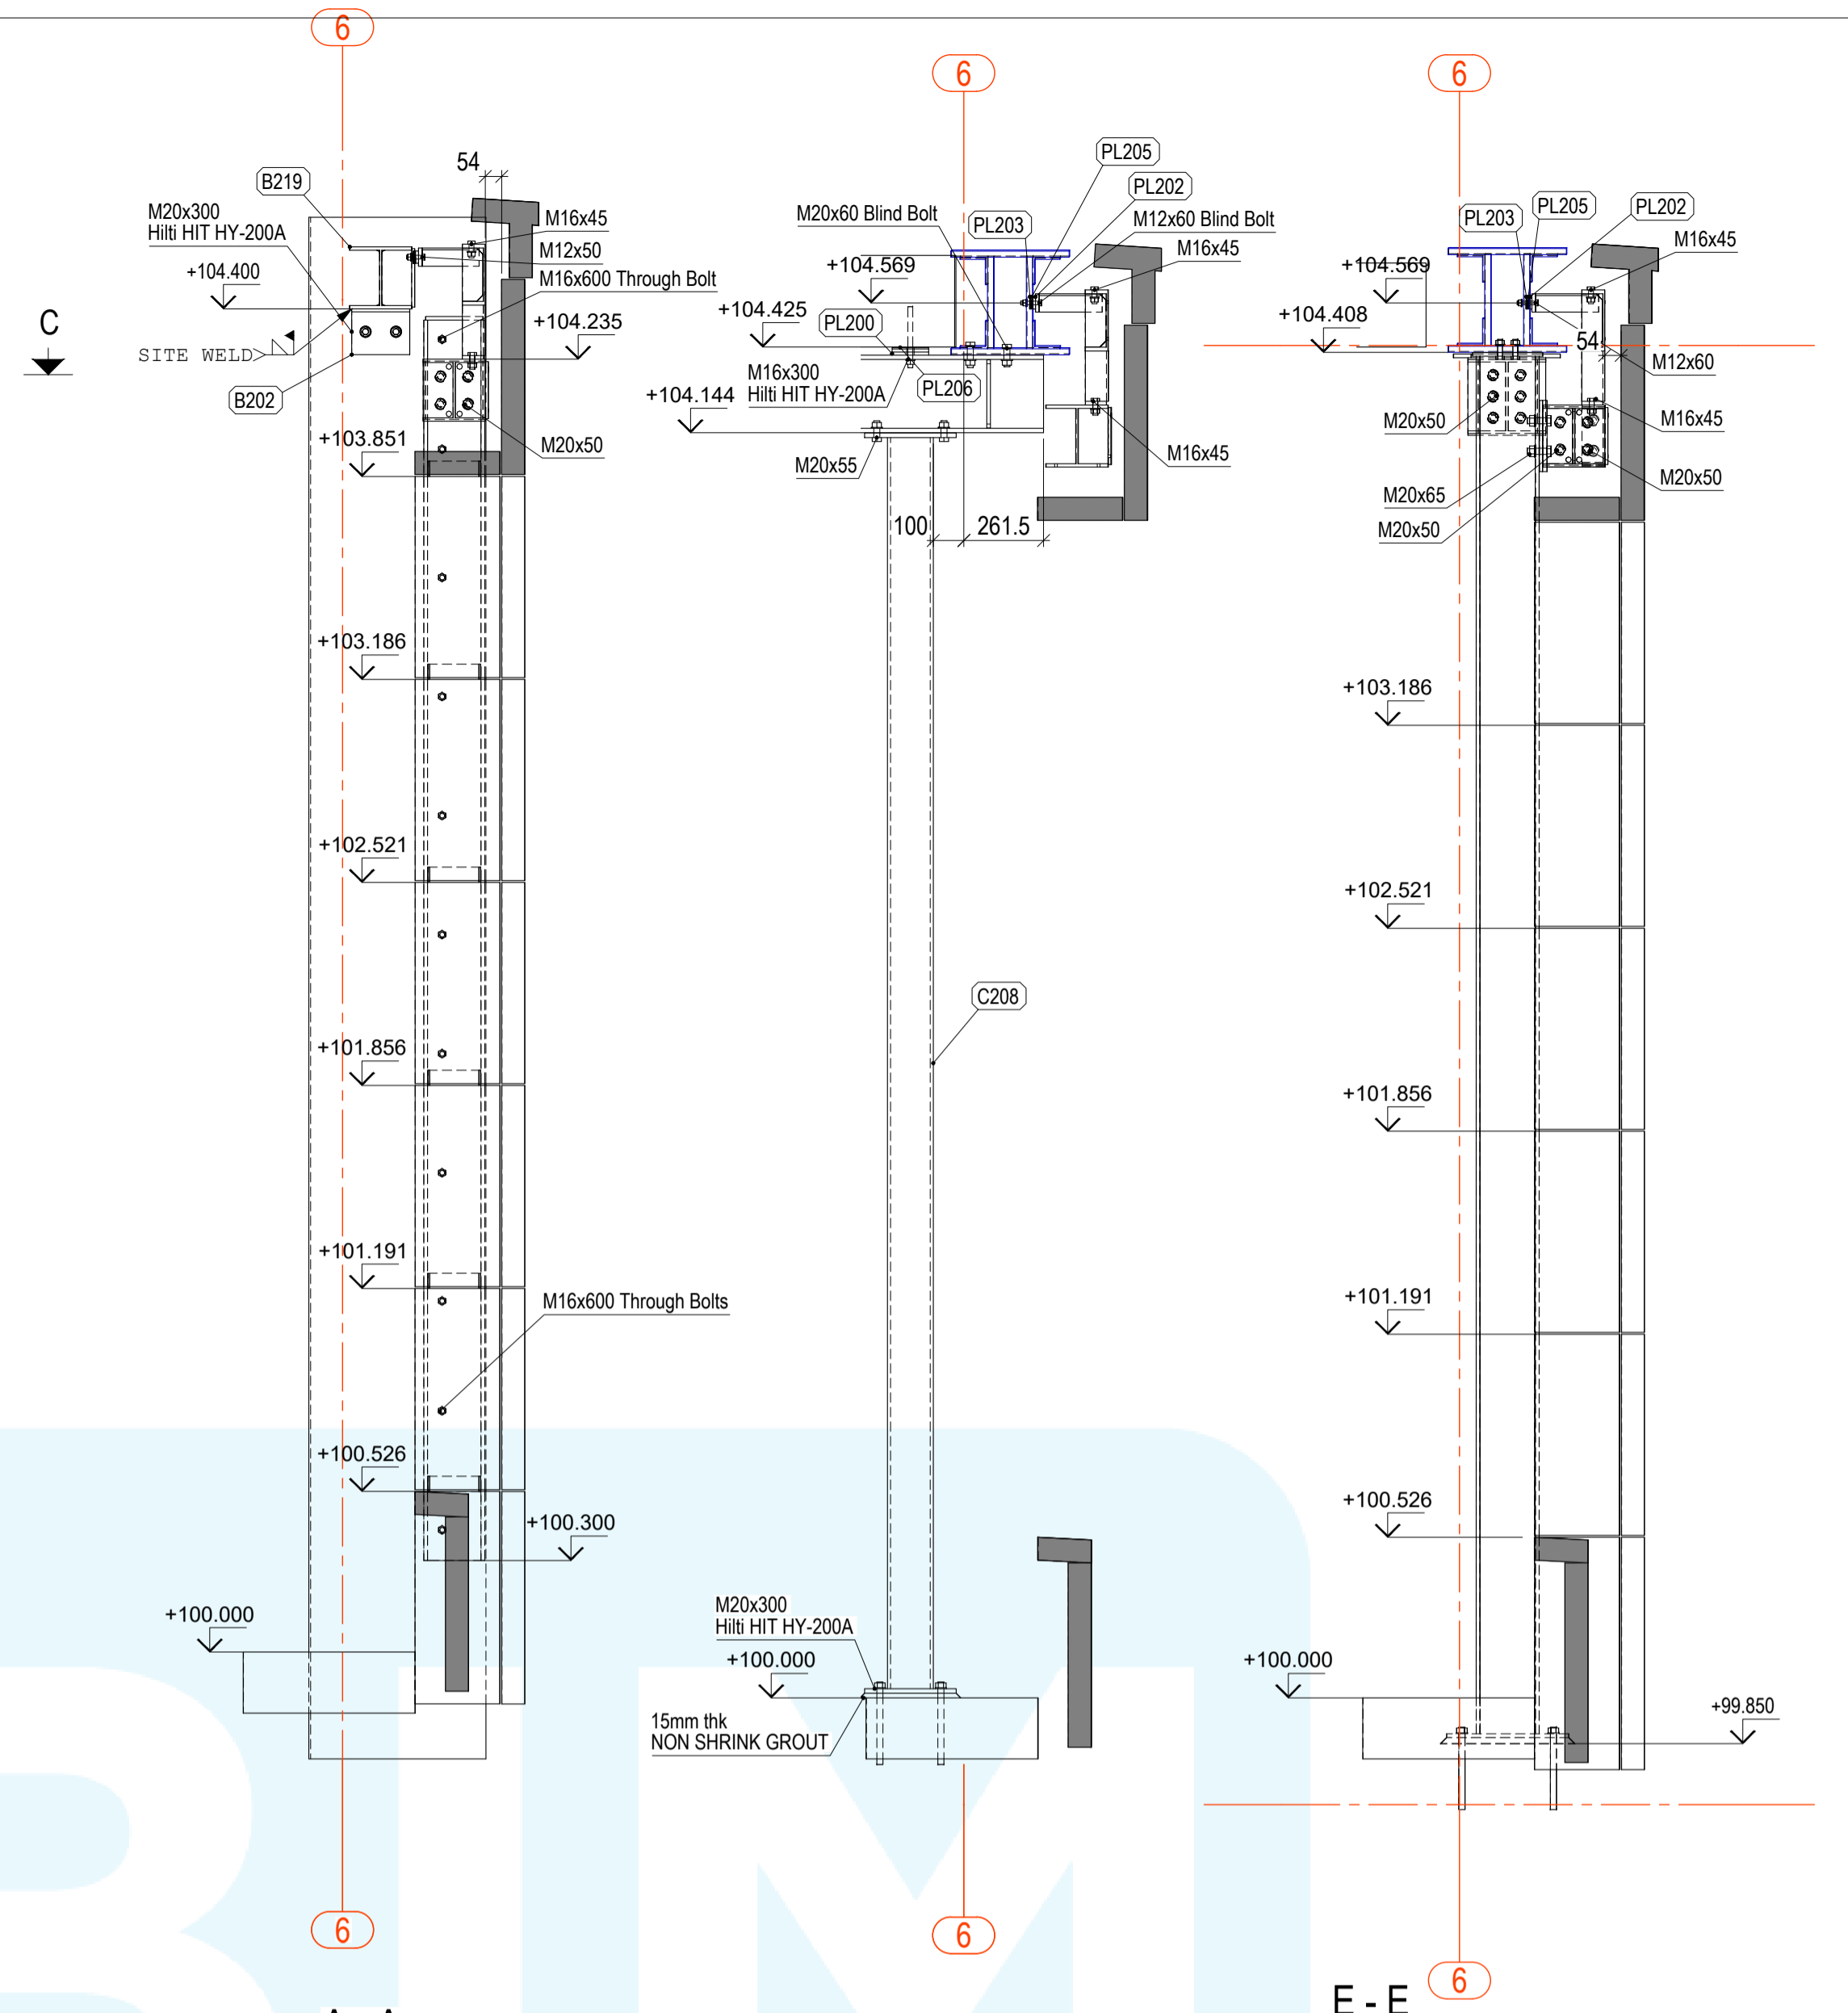 6
54
B219
M20x300
Hilti HIT HY-200A
+104.400
C
SITE WELD
B202
M16x45
M12x50
M16x600 Through Bolt
+104.235
M20x50
+103.851
+103.186
+102.521
+101.856
+101.191
M16x600 Through Bolts
+100.526
+100.300
+100.000
6
6
PL205
PL202
M20x60 Blind Bolt
PL203
M12x60 Blind Bolt
M16x45
+104.569
+104.425
PL200
M16x300
Hilti HIT HY-200A
PL206
+104.144
M20x55
M16x45
100
261.5
C208
M20x300
Hilti HIT HY-200A
+100.000
15mm thk
NON SHRINK GROUT
6
6
PL203
PL205
PL202
M16x45
+104.569
+104.408
54
M12x60
M20x50
M16x45
M20x65
M20x50
M20x50
+103.186
+102.521
+101.856
+101.191
+100.526
+100.000
+99.850
6
E - E
BIM